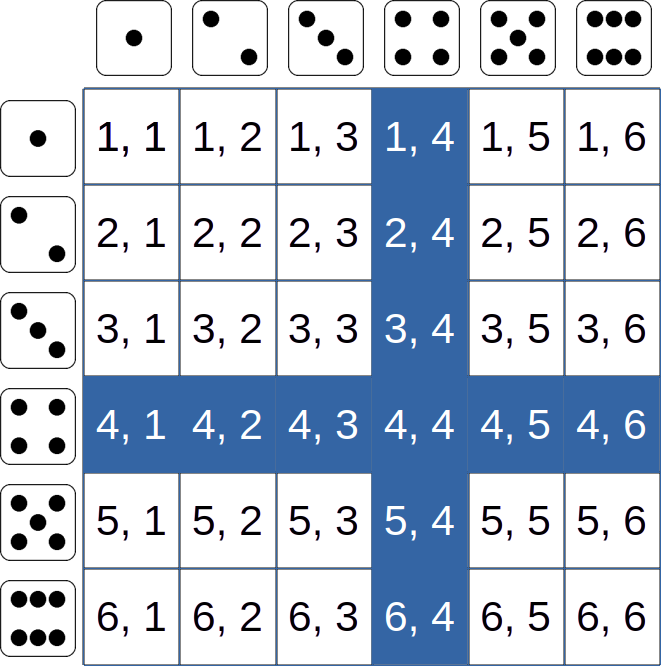 1, 1 1, 2 1, 3 1, 4 1, 5 1, 6
2, 1 2, 2 2, 3 2, 4 2, 5 2, 6
3, 1 3, 2 3, 3 3, 4 3, 5 3, 6
4, 1 4, 2 4, 3 4, 4 4, 5 4, 6
5, 1 5, 2 5, 3 5, 4 5, 5 5, 6
6, 1 6, 2 6, 3 6, 4 6, 5 6, 6